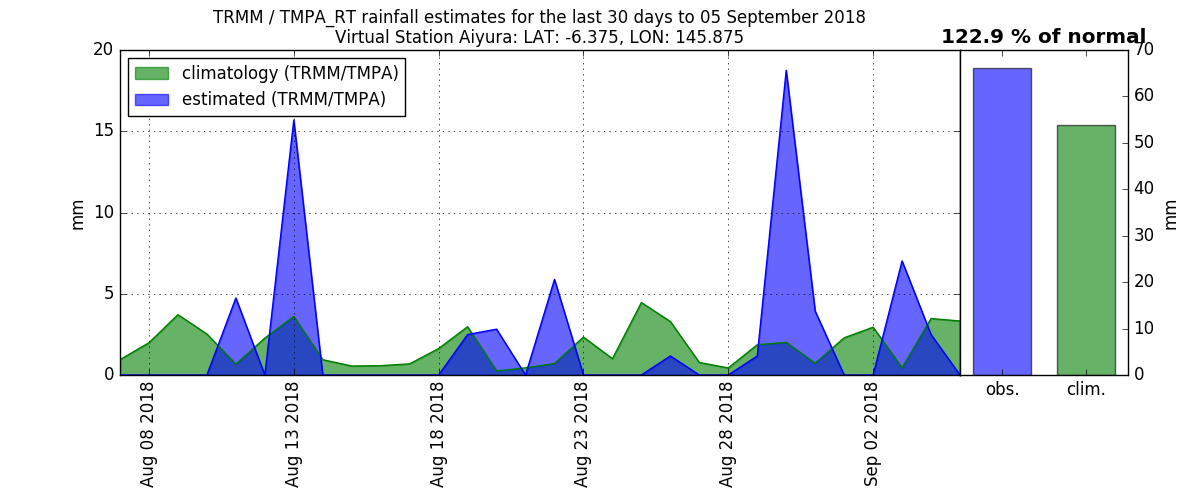 TRMM / TMPA_RT rainfall estimates for the last 30 days to 05 September 2018
Virtual Station Aiyura: LAT: -6.375, LON: 145.875
122.9 % of normal
climatology (TRMM/TMPA)
estimated (TRMM/TMPA)
mm
20
15
10
5
0
Aug 08 2018
Aug 13 2018
Aug 18 2018
Aug 23 2018
Aug 28 2018
Sep 02 2018
70
60
50
40
30
20
10
0
mm
obs.
clim.